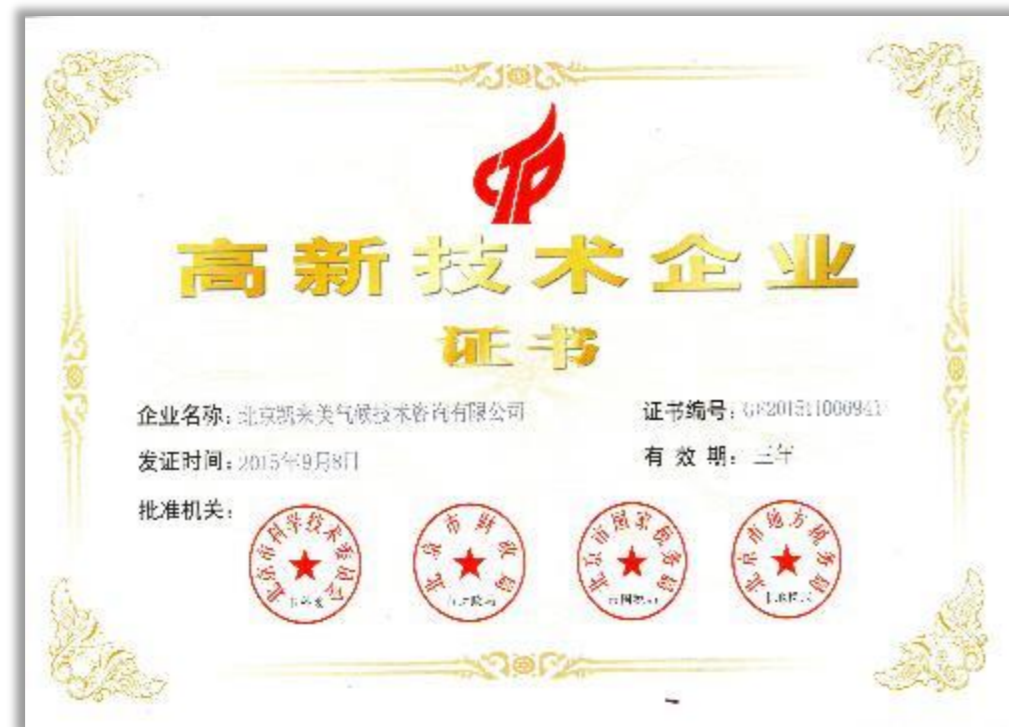 高新技术企业
证书
企业名称：北京凯来美气候技术咨询有限公司 证书编号：GF201511000941
发证时间：2015年9月8日 有效期：三年
批准机关：
北京市科学技术委员会 北京市财政局 北京市国家税务局 北京市地方税务局